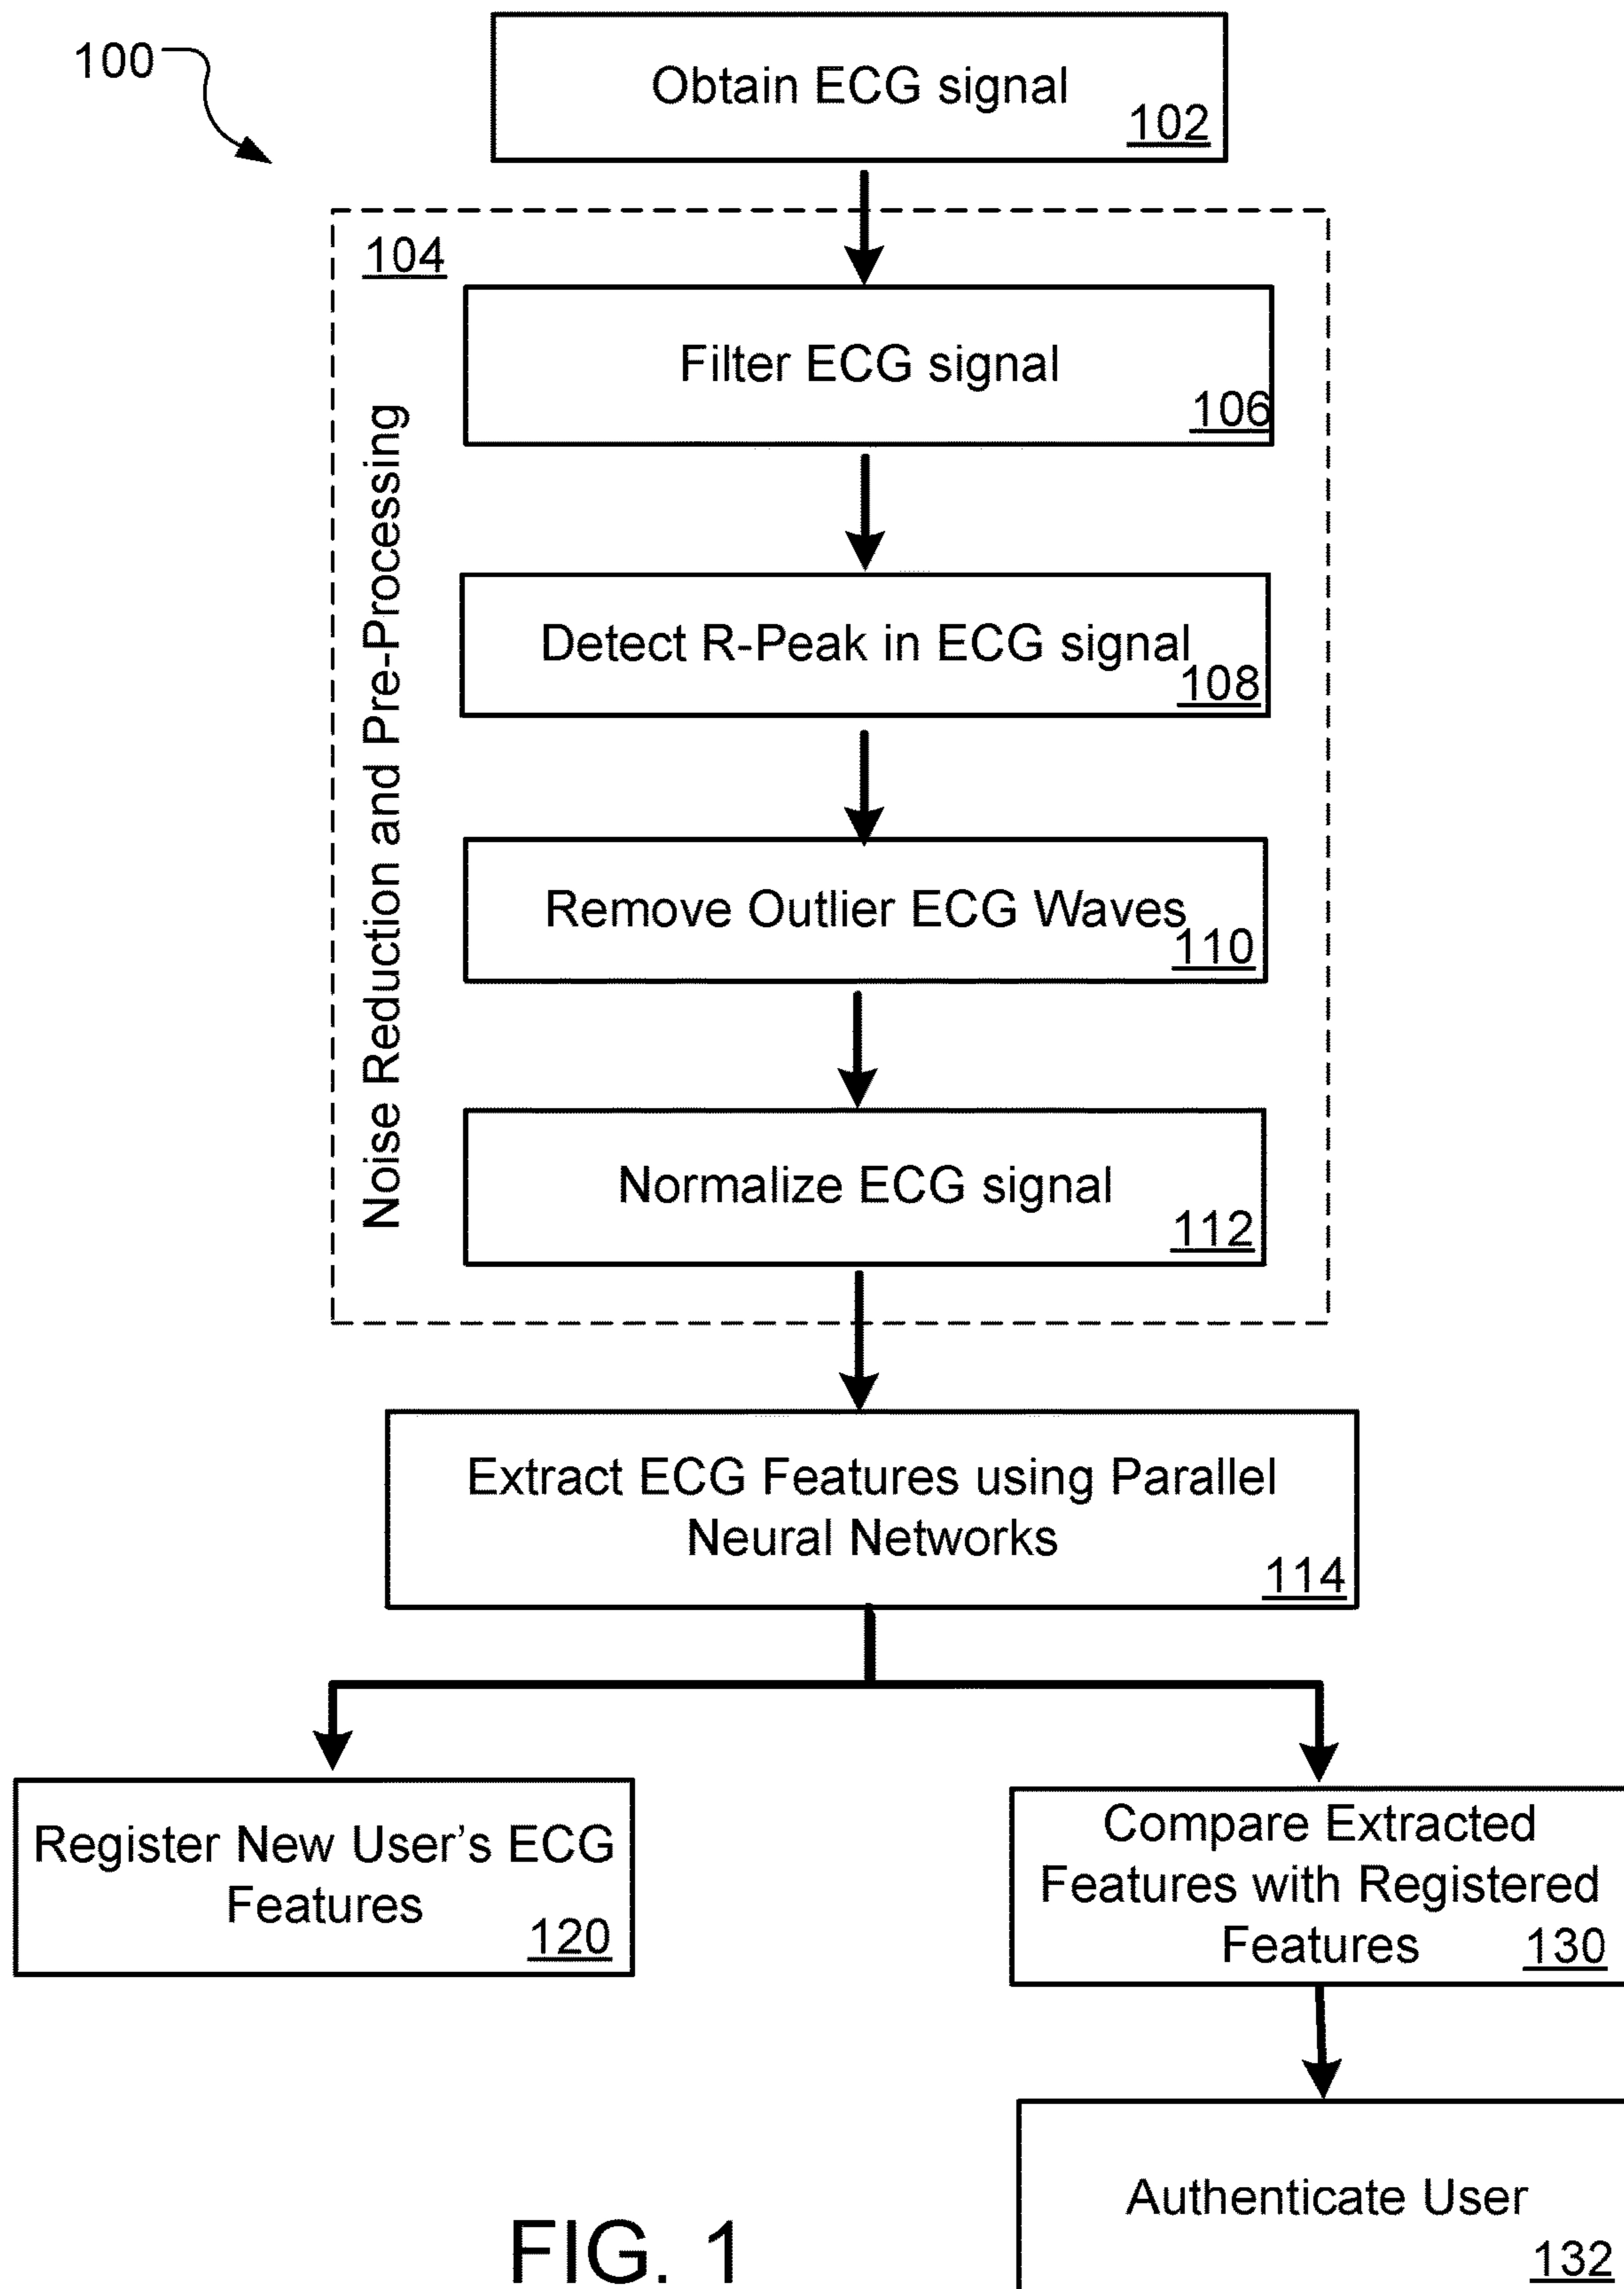 100
Obtain ECG signal
102
104
Noise Reduction and Pre-Processing
Filter ECG signal
106
Detect R-Peak in ECG signal
108
Remove Outlier ECG Waves
110
Normalize ECG signal
112
Extract ECG Features using Parallel
Neural Networks
114
Register New User's ECG
Features
120
Compare Extracted
Features with Registered
Features
130
Authenticate User
132
FIG. 1